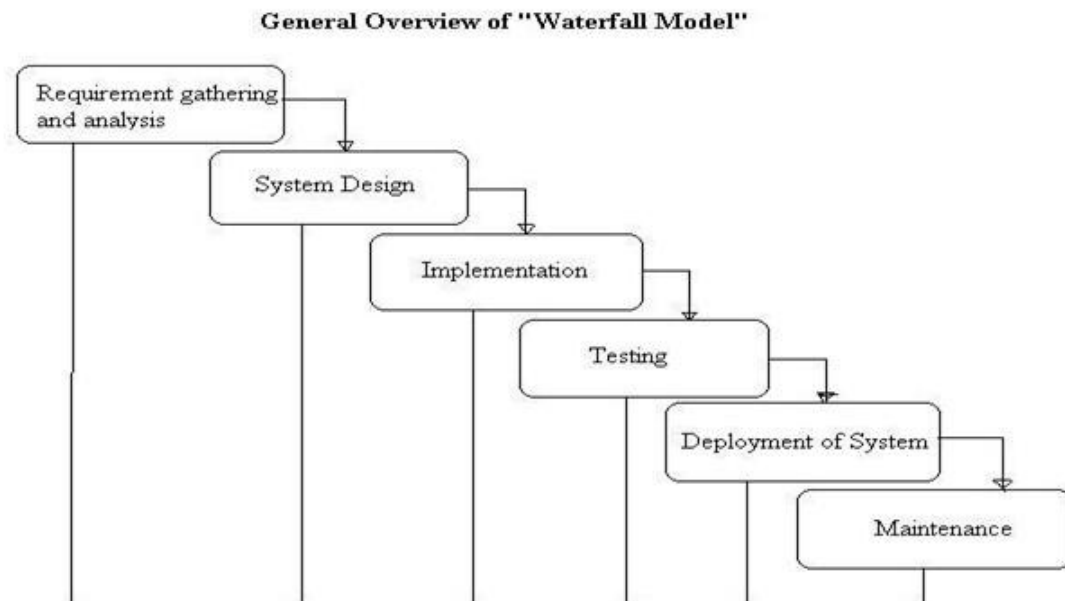 General Overview of "Waterfall Model"
Requirement gathering
and analysis
System Design
Implementation
Testing
Deployment of System
Maintenance